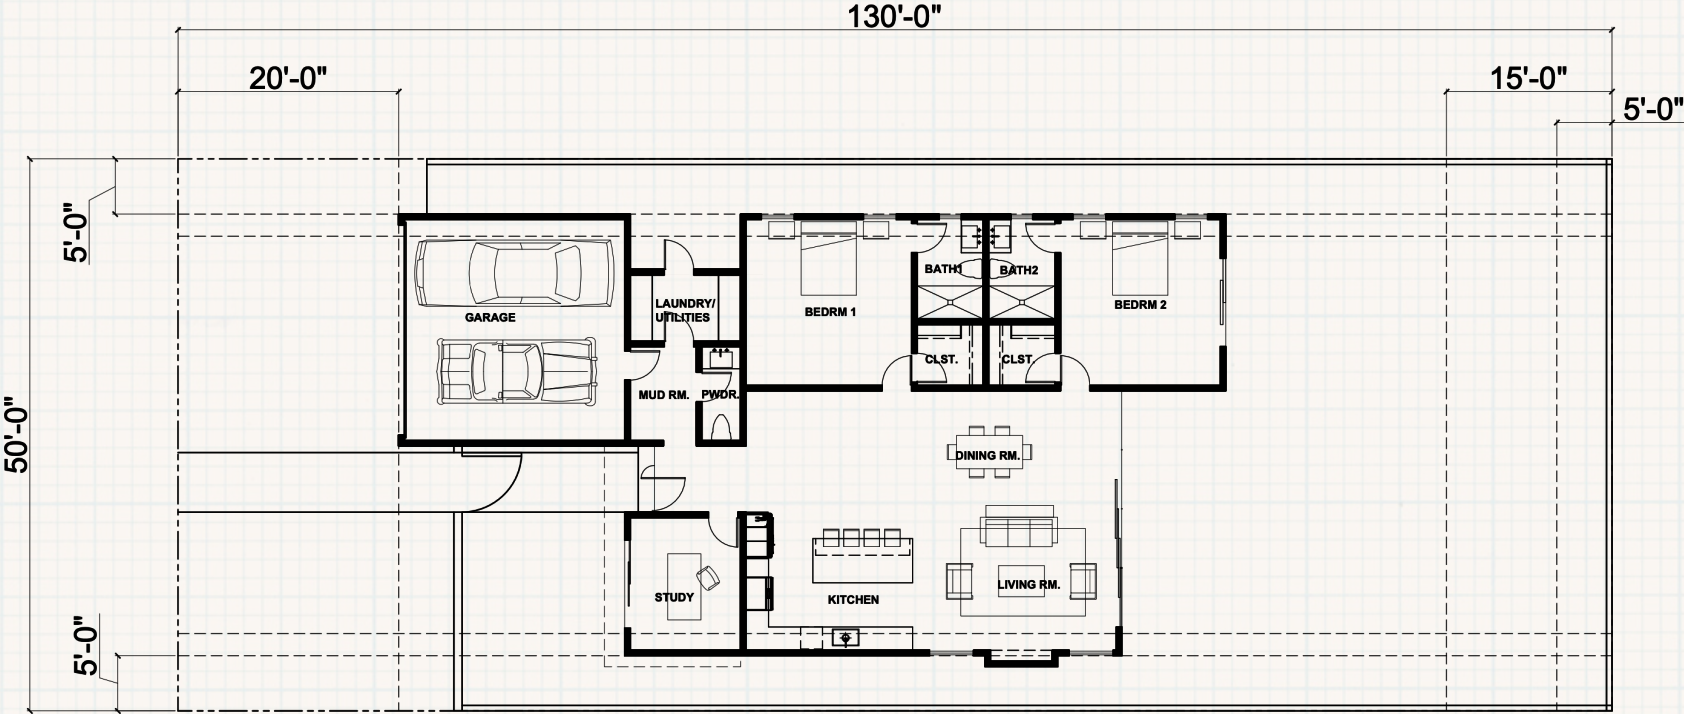 130'-0"
20'-0"
15'-0"
5'-0"
5'-0"
50'-0"
5'-0"
GARAGE
LAUNDRY/
UTILITIES
MUD RM.
PWDR.
BEDRM 1
BATH1
BATH2
BEDRM 2
CLST.
CLST.
DINING RM.
STUDY
KITCHEN
LIVING RM.